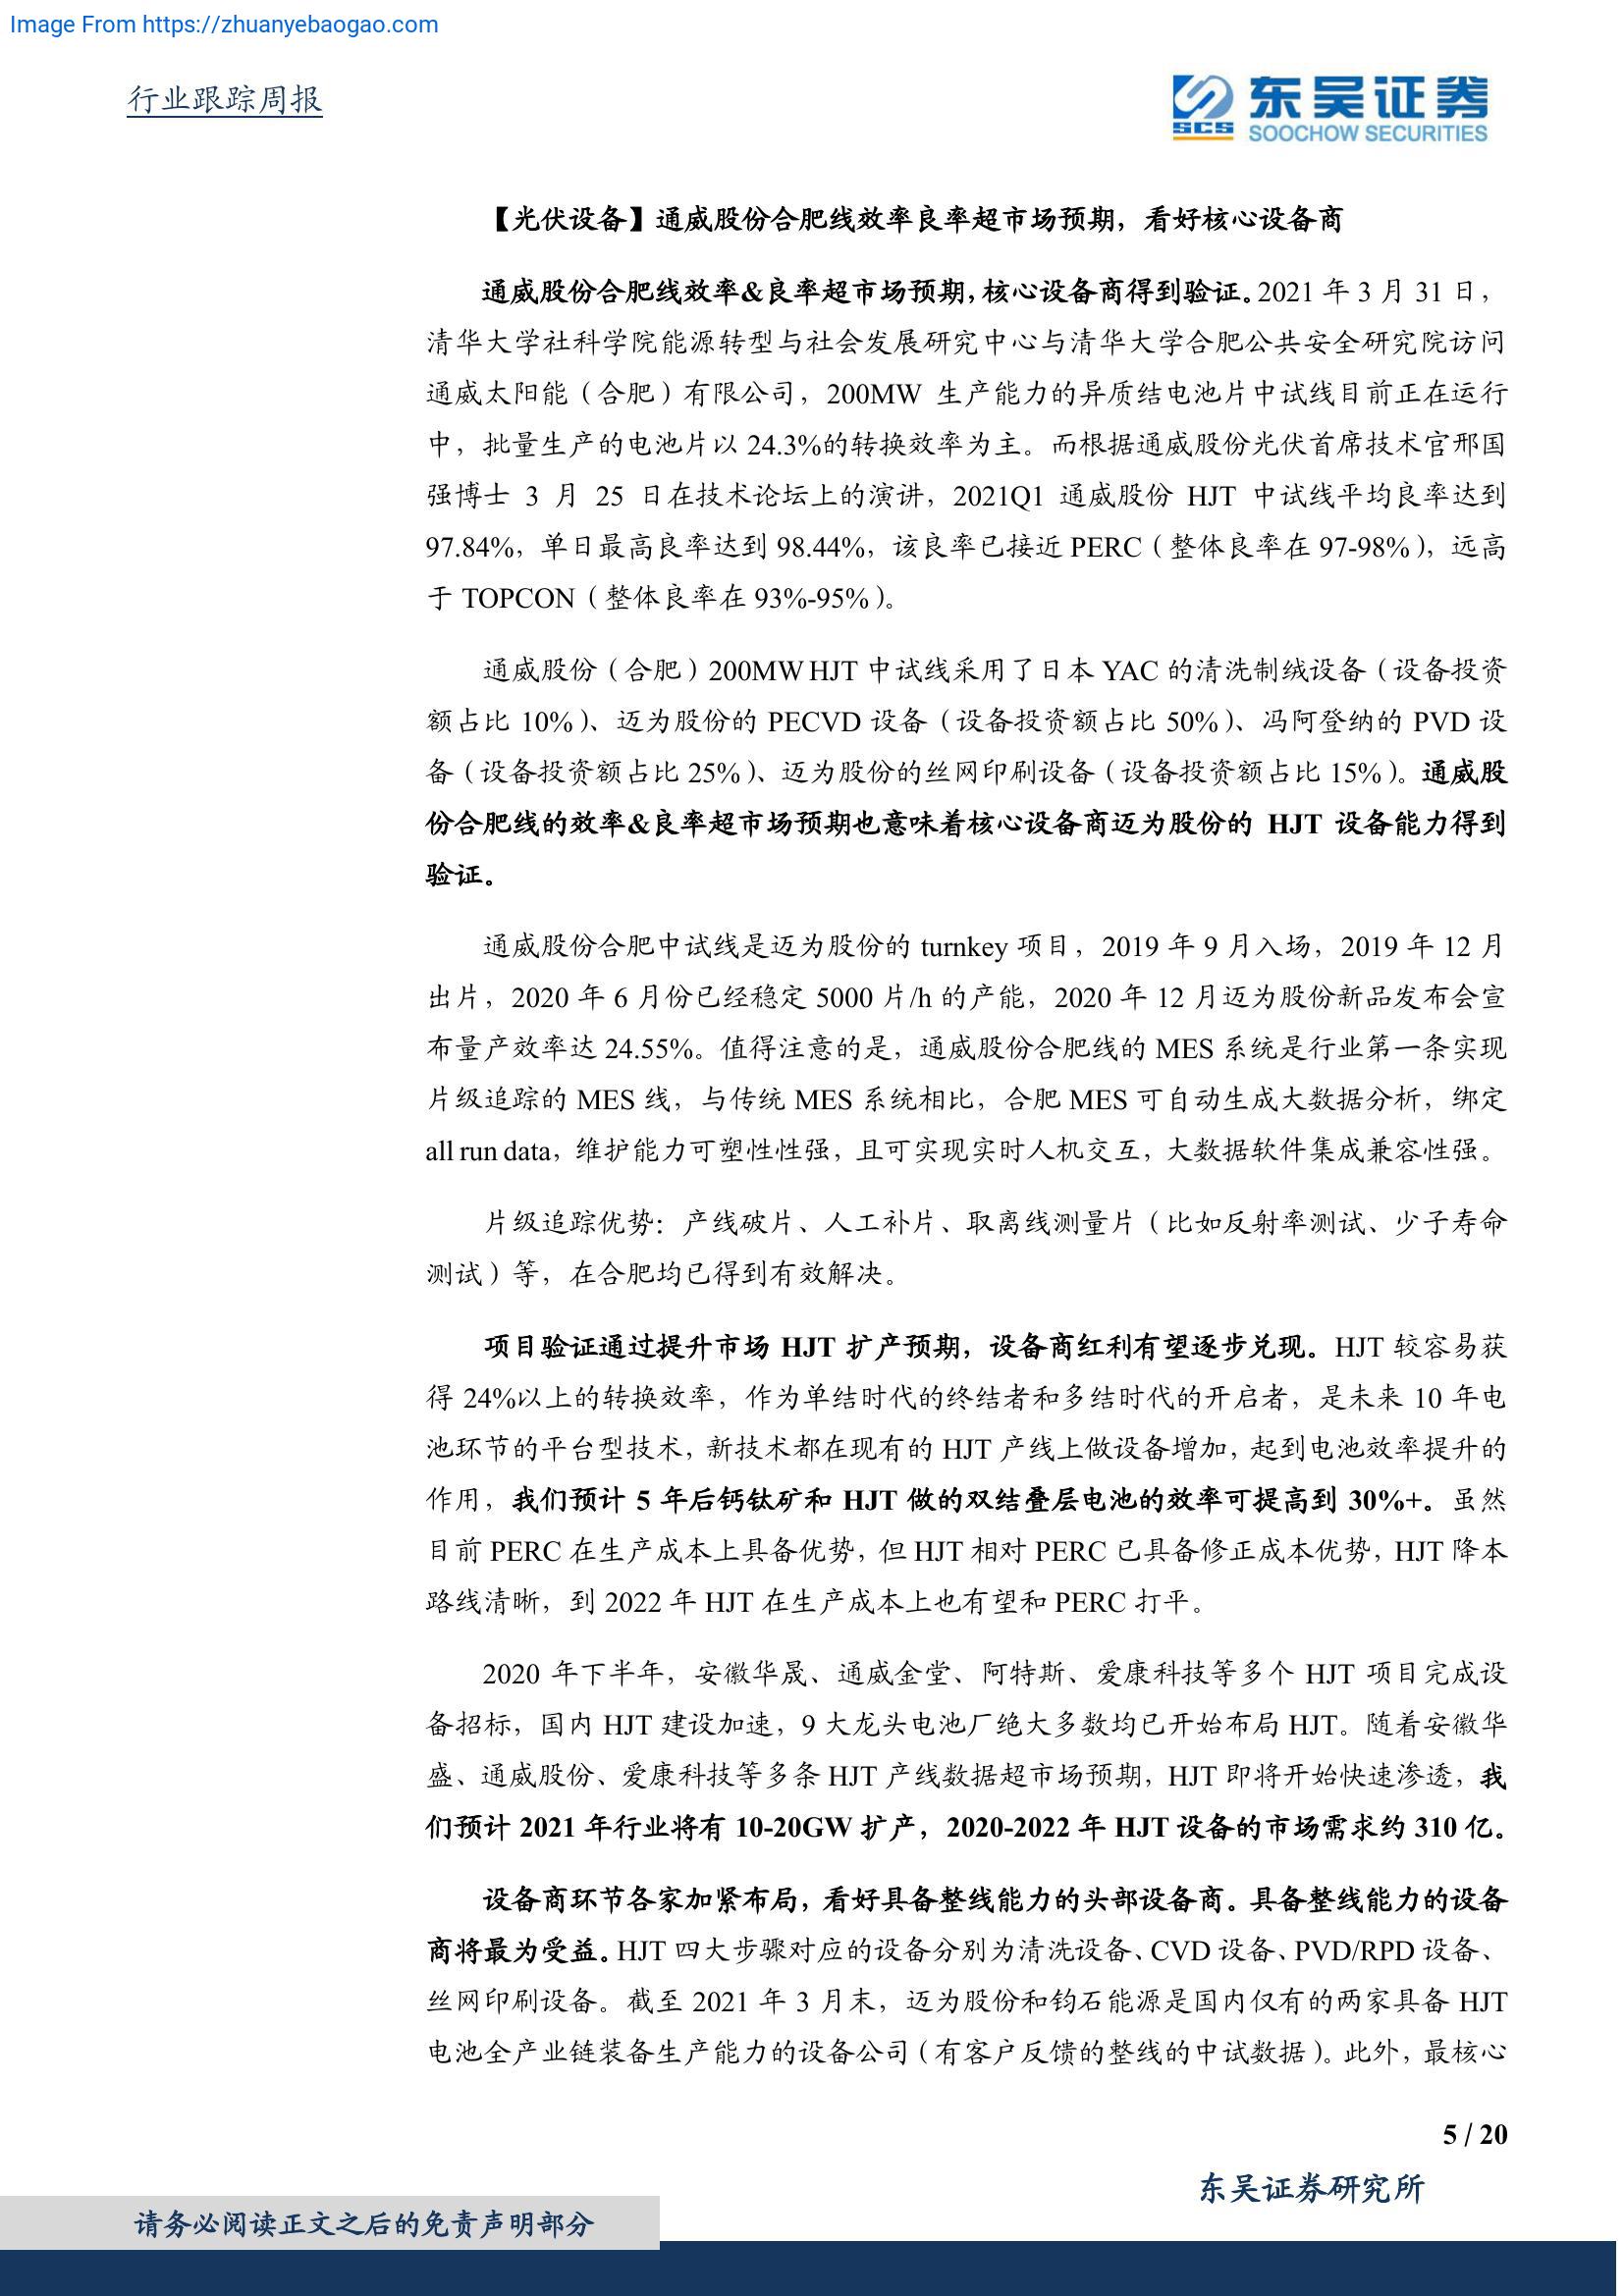 Image From https://zhuanyebaogao.com
行业跟踪周报
SCS 东吴证券
SOOCHOW SECURITIES
【光伏设备】通威股份合肥线效率良率超市场预期，看好核心设备商
通威股份合肥线效率&良率超市场预期，核心设备商得到验证。2021 年 3 月 31 日，
清华大学社科学院能源转型与社会发展研究中心与清华大学合肥公共安全研究院访问
通威太阳能（合肥）有限公司，200MW 生产能力的异质结电池片中试线目前正在运行
中，批量生产的电池片以 24.3%的转换效率为主。而根据通威股份光伏首席技术官邢国
强博士 3 月 25 日在技术论坛上的演讲，2021Q1 通威股份 HJT 中试线平均良率达到
97.84%，单日最高良率达到 98.44%，该良率已接近 PERC（整体良率在 97-98%），远高
于 TOPCON（整体良率在 93%-95%）。
通威股份（合肥）200MW HJT 中试线采用了日本 YAC 的清洗制绒设备（设备投资
额占比 10%）、迈为股份的 PECVD 设备（设备投资额占比 50%）、冯阿登纳的 PVD 设
备（设备投资额占比 25%）、迈为股份的丝网印刷设备（设备投资额占比 15%）。通威股
份合肥线的效率&良率超市场预期也意味着核心设备商迈为股份的 HJT 设备能力得到
验证。
通威股份合肥中试线是迈为股份的 turnkey 项目，2019 年 9 月入场，2019 年 12 月
出片，2020 年 6 月份已经稳定 5000 片/h 的产能，2020 年 12 月迈为股份新品发布会宣
布量产效率达 24.55%。值得注意的是，通威股份合肥线的 MES 系统是行业第一条实现
片级追踪的 MES 线，与传统 MES 系统相比，合肥 MES 可自动生成大数据分析，绑定
all run data，维护能力可塑性性强，且可实现实时人机交互，大数据软件集成兼容性强。
片级追踪优势：产线破片、人工补片、取离线测量片（比如反射率测试、少子寿命
测试）等，在合肥均已得到有效解决。
项目验证通过提升市场 HJT 扩产预期，设备商红利有望逐步兑现。HJT 较容易获
得 24%以上的转换效率，作为单结时代的终结者和多结时代的开启者，是未来 10 年电
池环节的平台型技术，新技术都在现有的 HJT 产线上做设备增加，起到电池效率提升的
作用，我们预计 5 年后钙钛矿和 HJT 做的双结叠层电池的效率可提高到 30%+。虽然
目前 PERC 在生产成本上具备优势，但 HJT 相对 PERC 已具备修正成本优势，HJT 降本
路线清晰，到 2022 年 HJT 在生产成本上也有望和 PERC 打平。
2020 年下半年，安徽华晟、通威金堂、阿特斯、爱康科技等多个 HJT 项目完成设
备招标，国内 HJT 建设加速，9 大龙头电池厂绝大多数均已开始布局 HJT。随着安徽华
盛、通威股份、爱康科技等多条 HJT 产线数据超市场预期，HJT 即将开始快速渗透，我
们预计 2021 年行业将有 10-20GW 扩产，2020-2022 年 HJT 设备的市场需求约 310 亿。
设备商环节各家加紧布局，看好具备整线能力的头部设备商。具备整线能力的设备
商将最为受益。HJT 四大步骤对应的设备分别为清洗设备、CVD 设备、PVD/RPD 设备、
丝网印刷设备。截至 2021 年 3 月末，迈为股份和钧石能源是国内仅有的两家具备 HJT
电池全产业链装备生产能力的设备公司（有客户反馈的整线的中试数据）。此外，最核心
5 / 20
东吴证券研究所
请务必阅读正文之后的免责声明部分